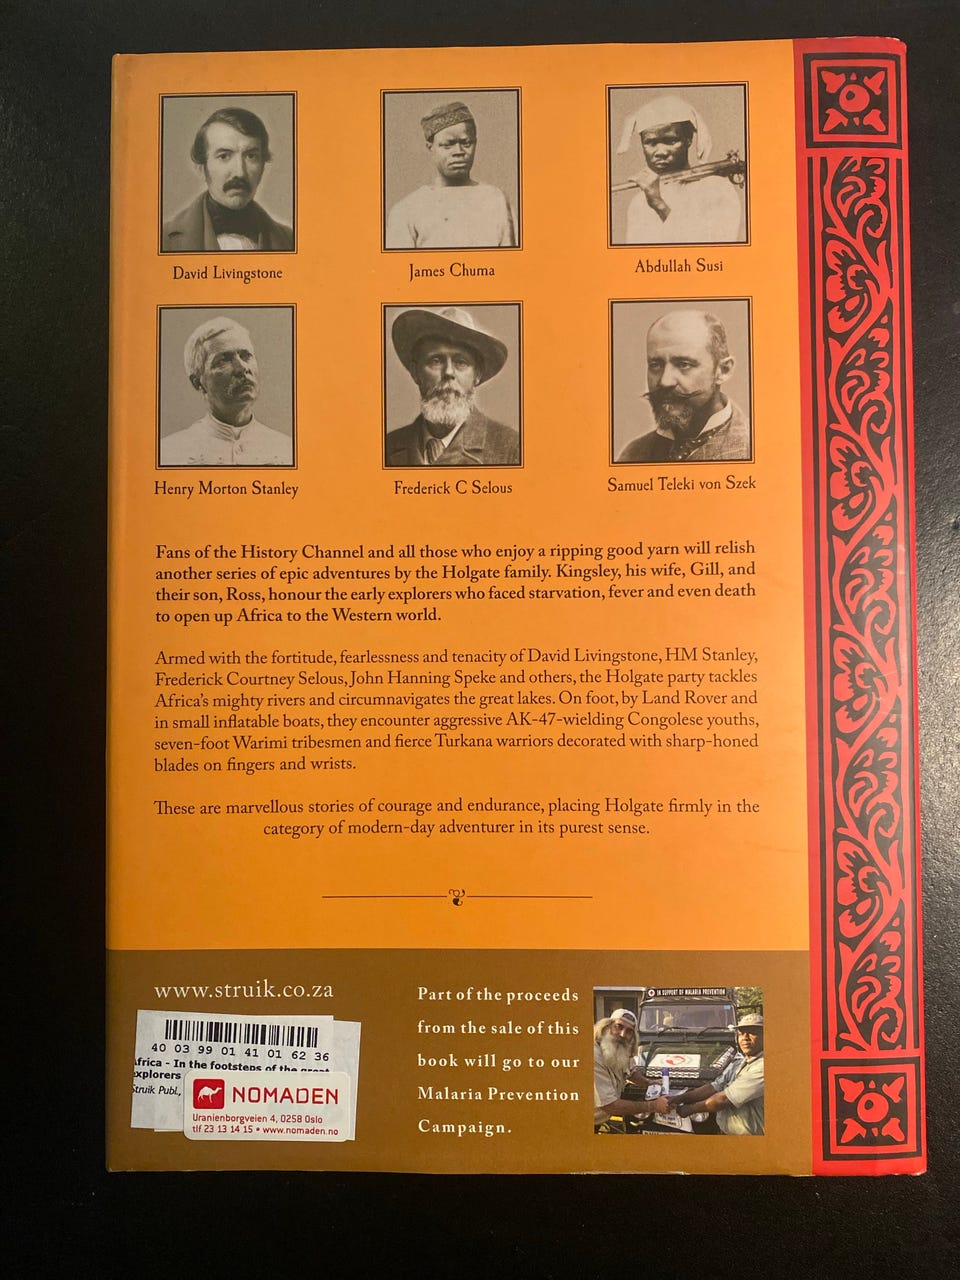 David Livingstone
James Chuma
Abdullah Susi
Henry Morton Stanley
Frederick C Selous
Samuel Teleki von Szek
Fans of the History Channel and all those who enjoy a ripping good yarn will relish
another series of epic adventures by the Holgate family. Kingsley, his wife, Gill, and
their son, Ross, honour the early explorers who faced starvation, fever and even death
to open up Africa to the Western world.
Armed with the fortitude, fearlessness and tenacity of David Livingstone, HM Stanley,
Frederick Courtney Selous, John Hanning Speke and others, the Holgate party tackles
Africa's mighty rivers and circumnavigates the great lakes. On foot, by Land Rover and
in small inflatable boats, they encounter aggressive AK-47-wielding Congolese youths,
seven-foot Warimi tribesmen and fierce Turkana warriors decorated with sharp-honed
blades on fingers and wrists.
These are marvellous stories of courage and endurance, placing Holgate firmly in the
category of modern-day adventurer in its purest sense.
www.struik.co.za
40 03 99 01 41 01 62 36
frica - In the footsteps of the great
explorers
Struik Publ.,
NOMADEN
Uranienborgveien 4, 0258 Oslo
tlf 23 13 14 15 • www.nomaden.no
Part of the proceeds
from the sale of this
book will go to our
Malaria Prevention
Campaign.
IN SUPPORT OF MALARIA PREVENTION